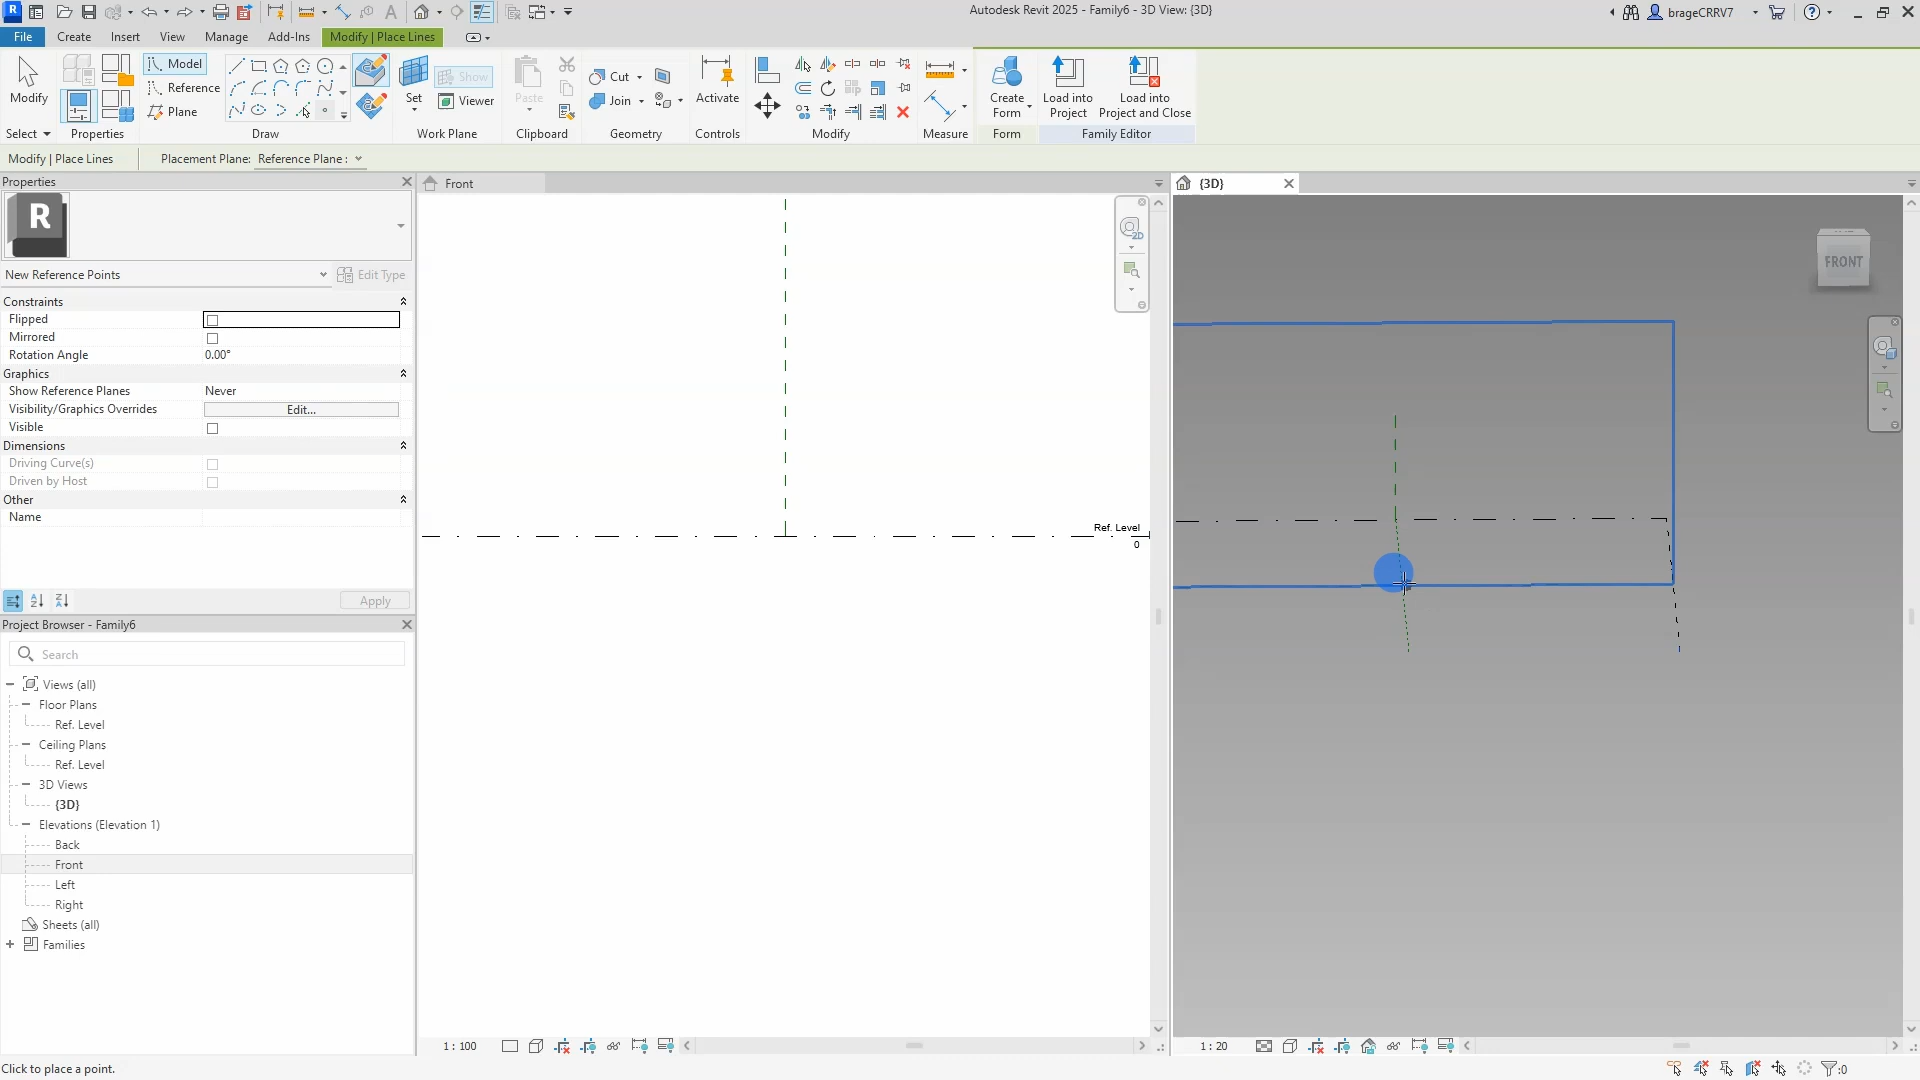 Autodesk Revit 2025 - Family6 - 3D View: {3D}
brageCRRV7
File
Create
Insert
View
Manage
Add-Ins
Modify | Place Lines
Modify
Select
Properties
Model
Reference
Plane
Draw
Set
Show
Viewer
Work Plane
Paste
Clipboard
Cut
Join
Geometry
Activate
Controls
Modify
Measure
Create
Form
Form
Load into
Project
Load into
Project and Close
Family Editor
Modify | Place Lines
Placement Plane:
Reference Plane :
Properties
R
New Reference Points
Edit Type
Constraints
Flipped
Mirrored
Rotation Angle
0.00°
Graphics
Show Reference Planes
Never
Visibility/Graphics Overrides
Edit...
Visible
Dimensions
Driving Curve(s)
Driven by Host
Other
Name
Apply
Project Browser - Family6
Search
Views (all)
Floor Plans
Ref. Level
Ceiling Plans
Ref. Level
3D Views
{3D}
Elevations (Elevation 1)
Back
Front
Left
Right
Sheets (all)
Families
Front
2D
Ref. Level
0
1 : 100
{3D}
FRONT
1 : 20
Click to place a point.
:0